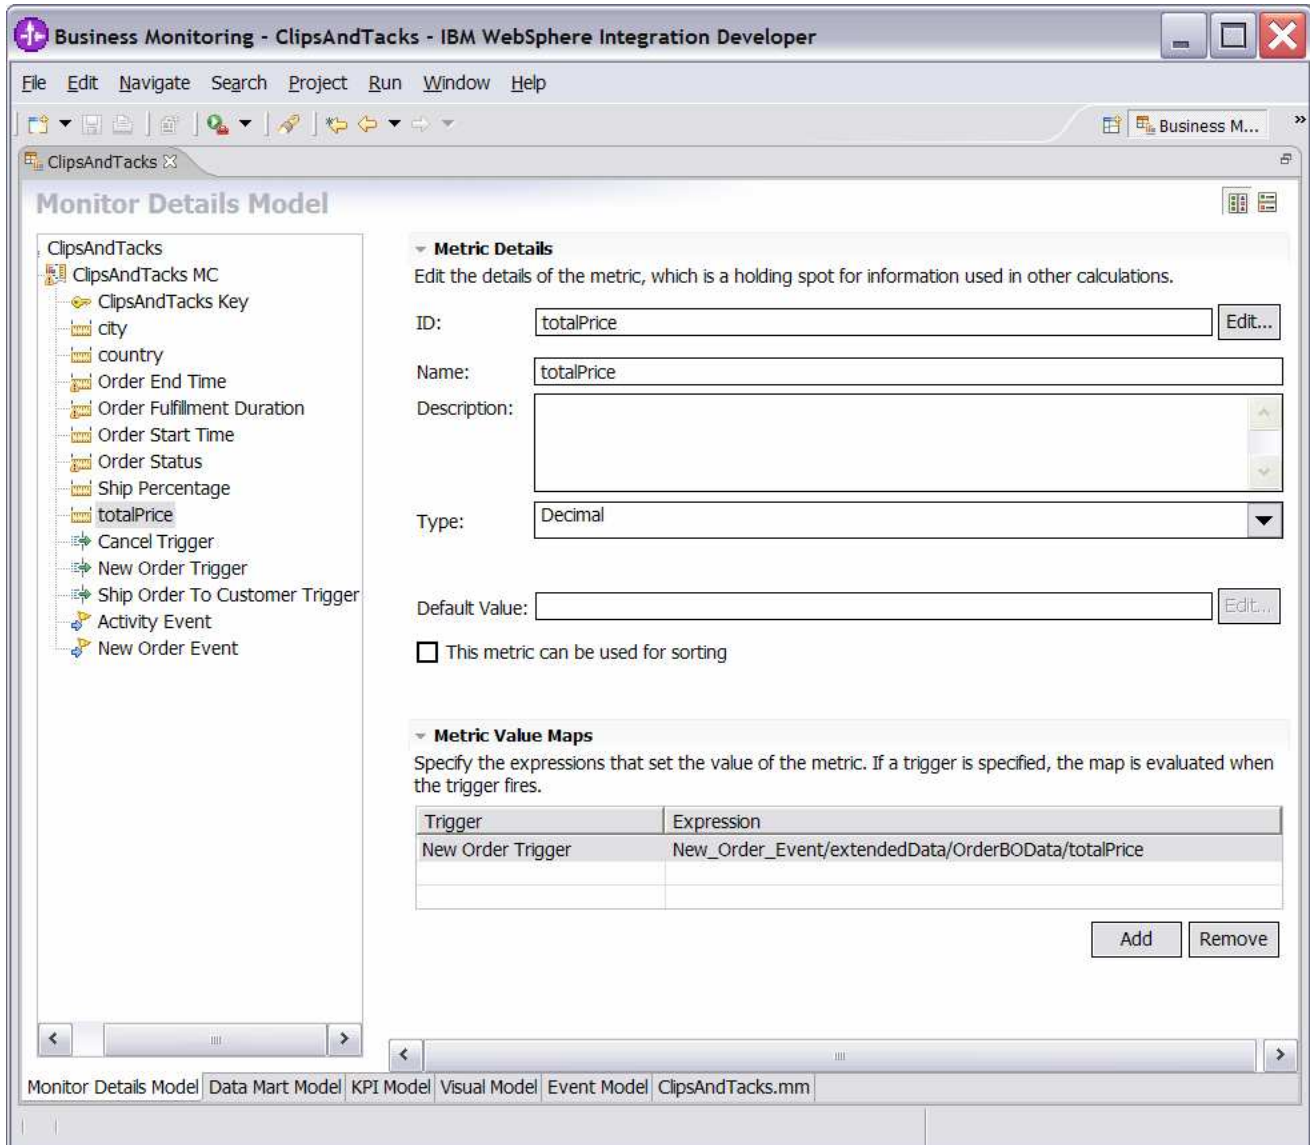 Business Monitoring - ClipsAndTacks - IBM WebSphere Integration Developer
File Edit Navigate Search Project Run Window Help
Business M... »
ClipsAndTacks
Monitor Details Model
ClipsAndTacks
ClipsAndTacks MC
ClipsAndTacks Key
city
country
Order End Time
Order Fulfillment Duration
Order Start Time
Order Status
Ship Percentage
totalPrice
Cancel Trigger
New Order Trigger
Ship Order To Customer Trigger
Activity Event
New Order Event
Metric Details
Edit the details of the metric, which is a holding spot for information used in other calculations.
ID: totalPrice Edit...
Name: totalPrice
Description:
Type: Decimal
Default Value: Edit...
This metric can be used for sorting
Metric Value Maps
Specify the expressions that set the value of the metric. If a trigger is specified, the map is evaluated when
the trigger fires.
Trigger Expression
New Order Trigger New_Order_Event/extendedData/OrderBOData/totalPrice
Add Remove
Monitor Details Model Data Mart Model KPI Model Visual Model Event Model ClipsAndTacks.mm